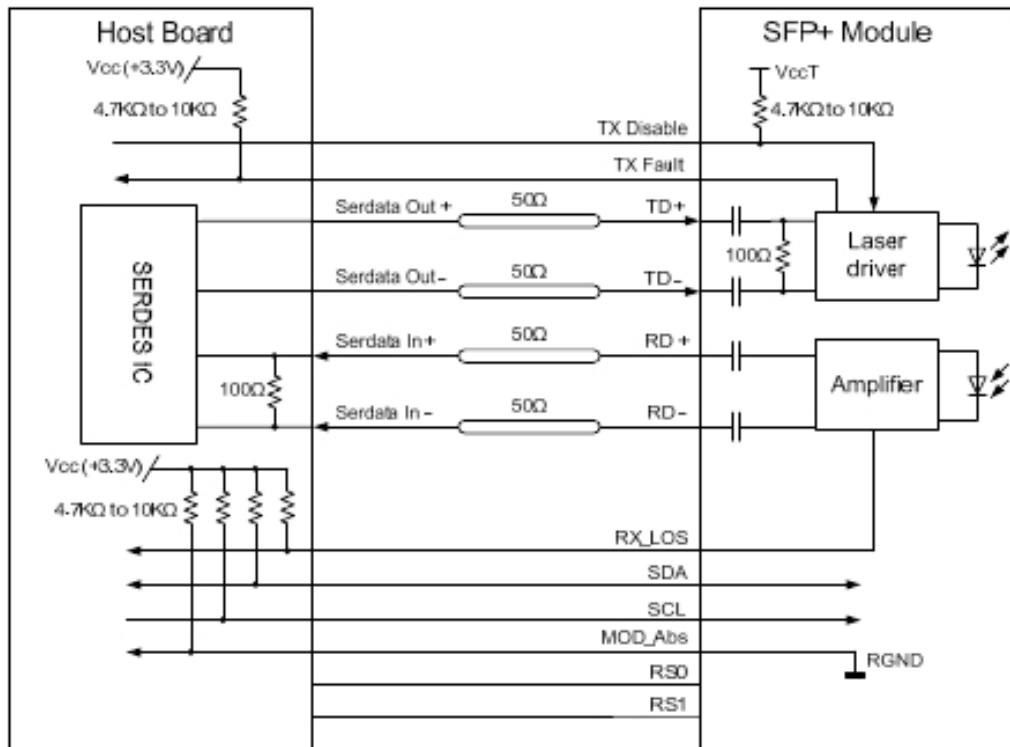 Host Board
SFP+ Module
Vcc(+3.3V)
VccT
4.7KΩ to 10KΩ
4.7KΩ to 10KΩ
TX Disable
TX Fault
Serdata Out +
50Ω
TD+
SERDES IC
100Ω
Laser
driver
Serdata Out-
50Ω
TD-
Serdata In+
50Ω
RD +
100Ω
Amplifier
Serdata In -
50Ω
RD-
Vcc(+3.3V)
4.7KΩ to 10KΩ
RX_LOS
SDA
SCL
MOD_Abs
RGND
RS0
RS1